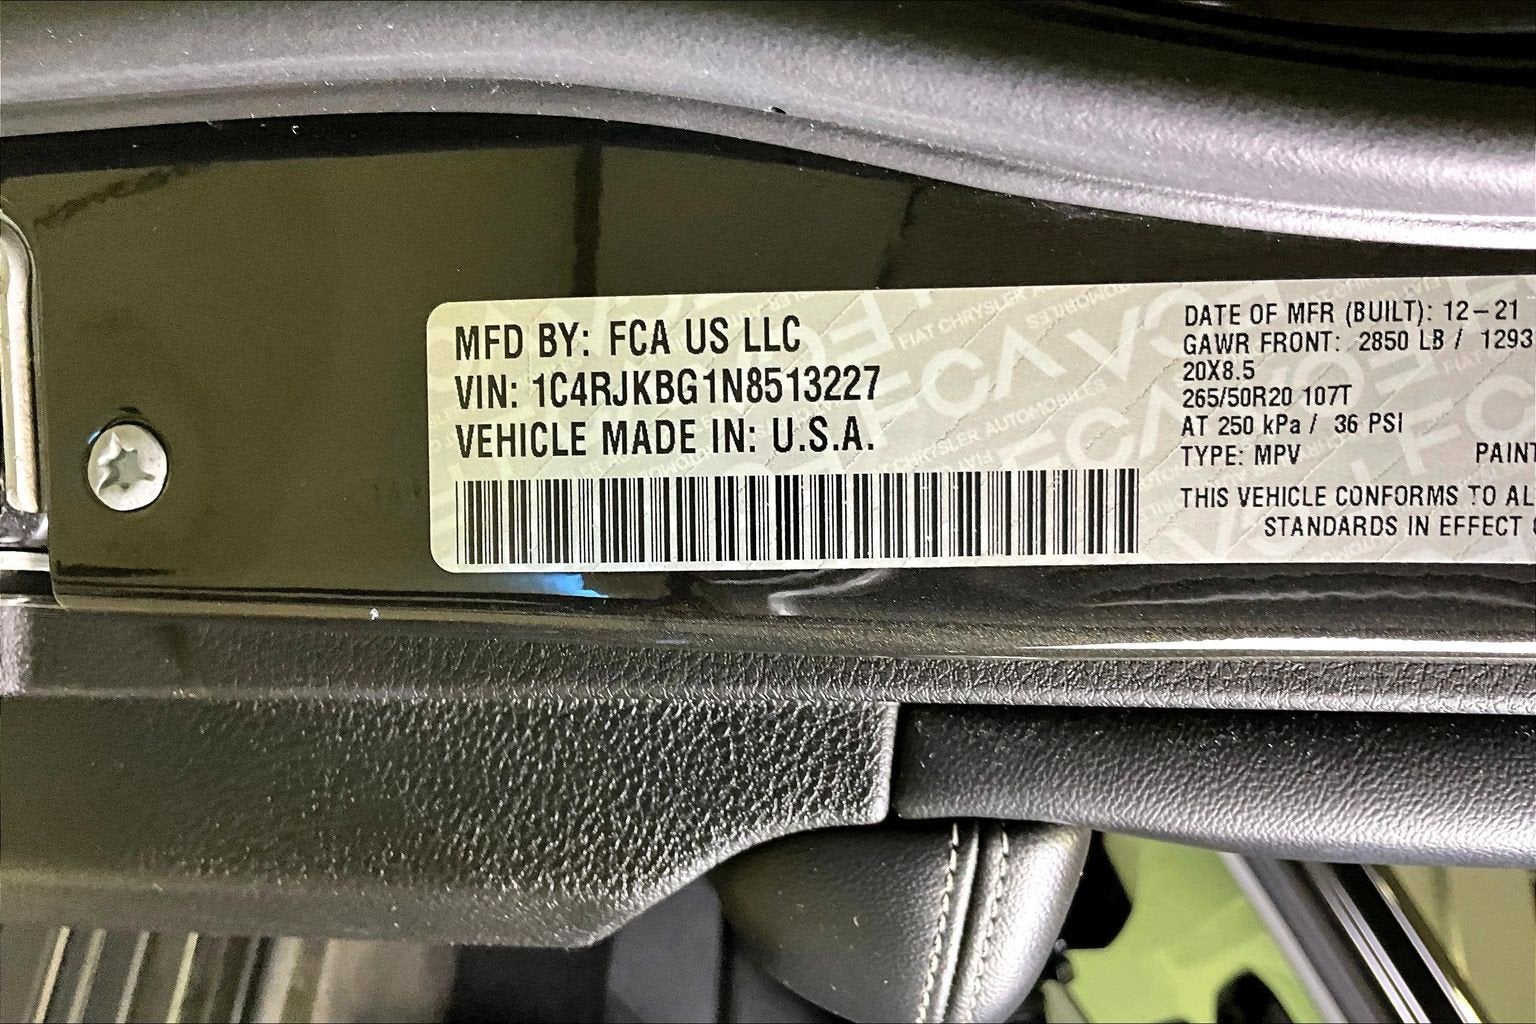 MFD BY: FCA US LLC
VIN: 1C4RJKBG1N8513227
VEHICLE MADE IN: U.S.A.
DATE OF MFR (BUILT): 12-21
GAWR FRONT: 2850 LB / 1293
20X8.5
265/50R20 107T
AT 250 kPa / 36 PSI
TYPE: MPV PAINT
THIS VEHICLE CONFORMS TO AL
STANDARDS IN EFFECT